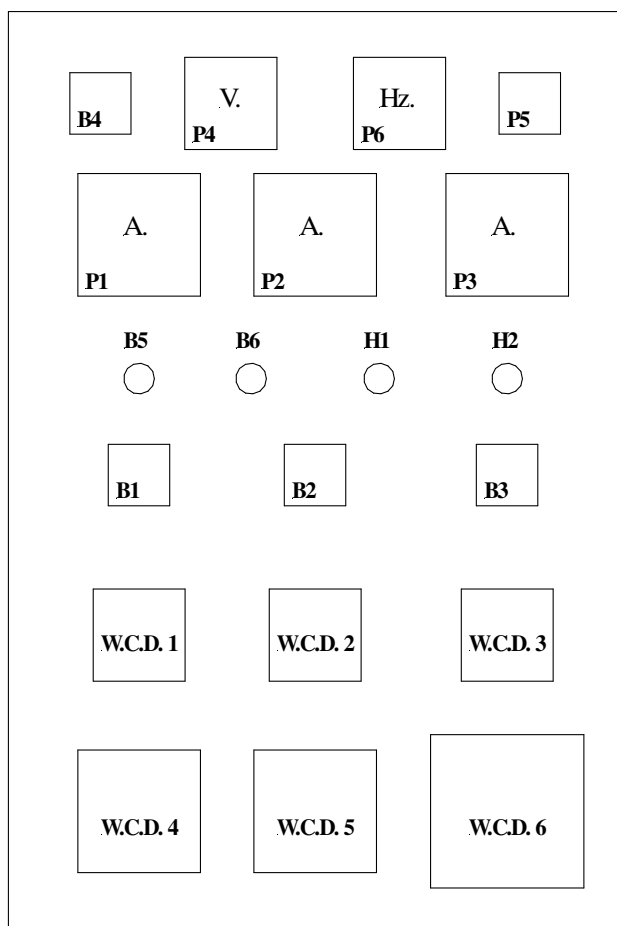 V. Hz.
B4 P4 P6 P5
A. A. A.
P1 P2 P3
B5 B6 H1 H2
B1 B2 B3
W.C.D. 1 W.C.D. 2 W.C.D. 3
W.C.D. 4 W.C.D. 5 W.C.D. 6